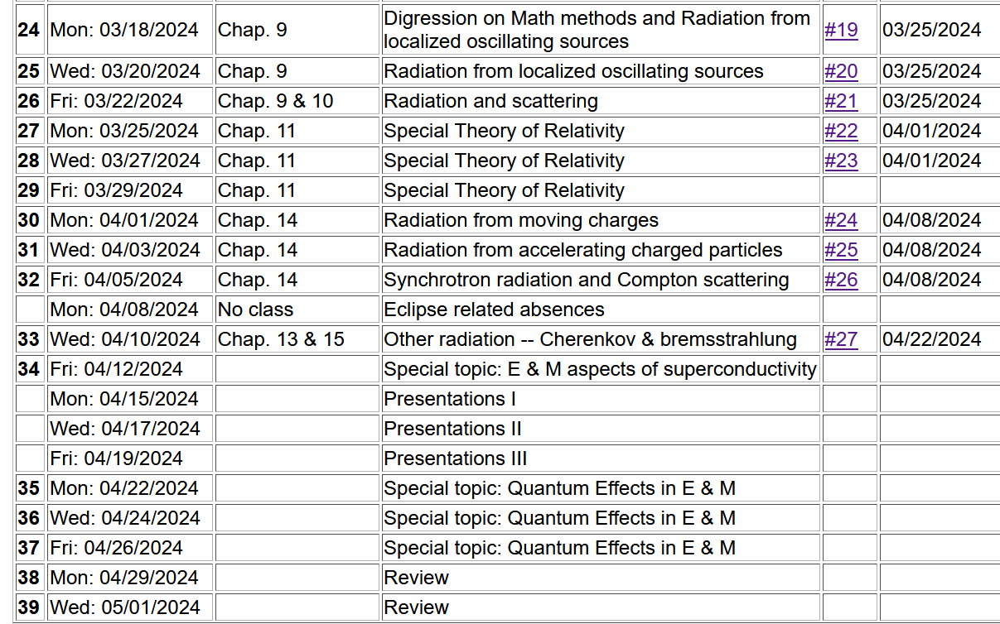 24 Mon: 03/18/2024 Chap. 9 Digression on Math methods and Radiation from
localized oscillating sources #19 03/25/2024
25 Wed: 03/20/2024 Chap. 9 Radiation from localized oscillating sources #20 03/25/2024
26 Fri: 03/22/2024 Chap. 9 & 10 Radiation and scattering #21 03/25/2024
27 Mon: 03/25/2024 Chap. 11 Special Theory of Relativity #22 04/01/2024
28 Wed: 03/27/2024 Chap. 11 Special Theory of Relativity #23 04/01/2024
29 Fri: 03/29/2024 Chap. 11 Special Theory of Relativity
30 Mon: 04/01/2024 Chap. 14 Radiation from moving charges #24 04/08/2024
31 Wed: 04/03/2024 Chap. 14 Radiation from accelerating charged particles #25 04/08/2024
32 Fri: 04/05/2024 Chap. 14 Synchrotron radiation and Compton scattering #26 04/08/2024
Mon: 04/08/2024 No class Eclipse related absences
33 Wed: 04/10/2024 Chap. 13 & 15 Other radiation -- Cherenkov & bremsstrahlung #27 04/22/2024
34 Fri: 04/12/2024 Special topic: E & M aspects of superconductivity
Mon: 04/15/2024 Presentations I
Wed: 04/17/2024 Presentations II
Fri: 04/19/2024 Presentations III
35 Mon: 04/22/2024 Special topic: Quantum Effects in E & M
36 Wed: 04/24/2024 Special topic: Quantum Effects in E & M
37 Fri: 04/26/2024 Special topic: Quantum Effects in E & M
38 Mon: 04/29/2024 Review
39 Wed: 05/01/2024 Review